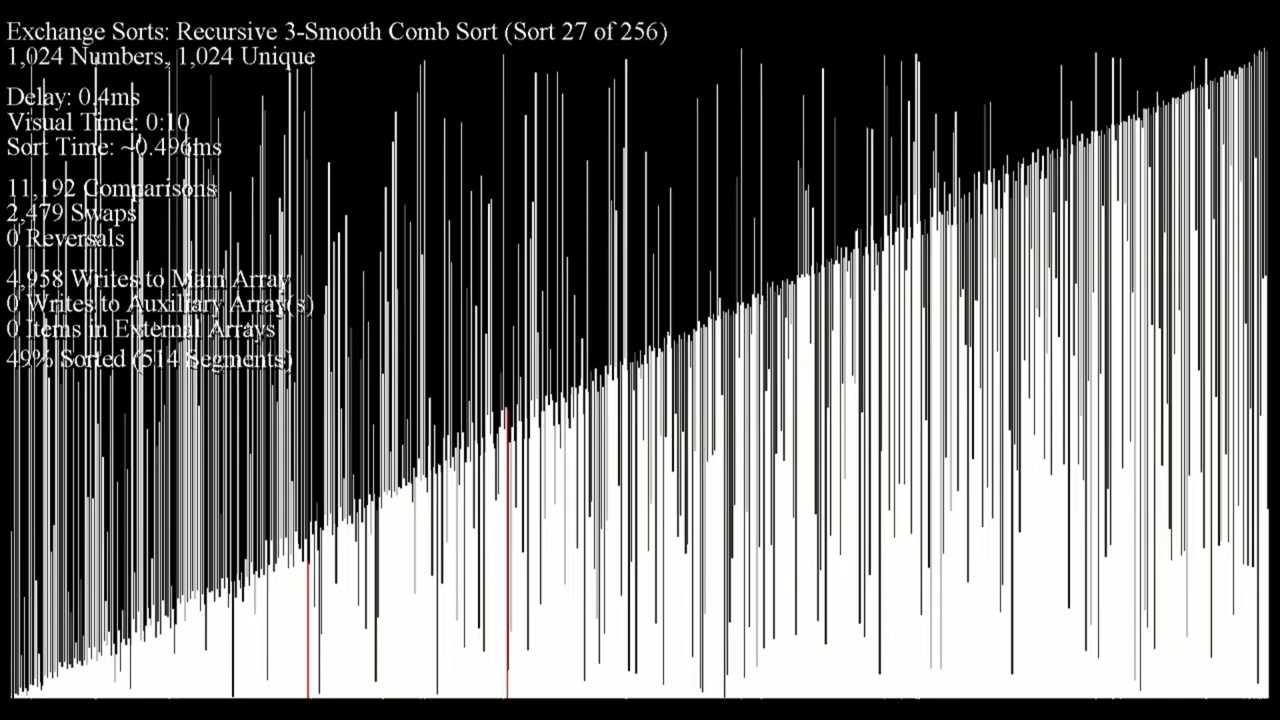 Exchange Sorts: Recursive 3-Smooth Comb Sort (Sort 27 of 256)
1,024 Numbers, 1,024 Unique
Delay: 0.4ms
Visual Time: 0:10
Sort Time: ~0.496ms
11,192 Comparisons
2,479 Swaps
0 Reversals
4,958 Writes to Main Array
0 Writes to Auxiliary Array(s)
0 Items in External Arrays
49% Sorted (514 Segments)